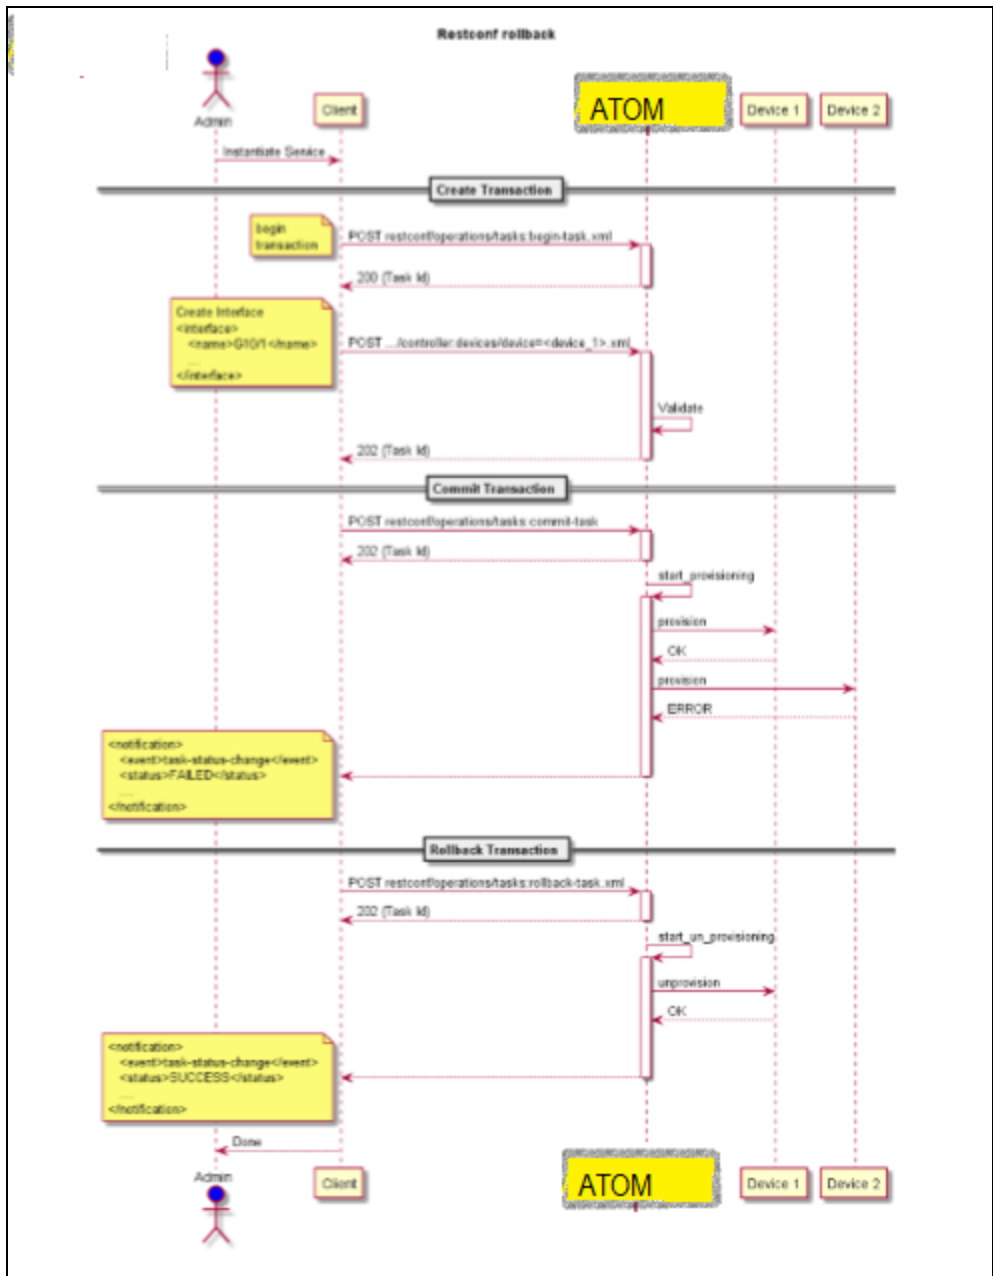 Restconf rollback
Admin
Client
ATOM
Device 1
Device 2
Instantiate Service
Create Transaction
begin
transaction
POST restconf/operations/tasks:begin-task.xml
200 (Task Id)
Create Interface
<interface>
<name>G10/1</name>
....
</interface>
POST .../controller:devices/device=<device_1>.xml
Validate
202 (Task Id)
Commit Transaction
POST restconf/operations/tasks:commit-task
202 (Task Id)
start_provisioning
provision
OK
provision
ERROR
<notification>
<event>task-status-change</event>
<status>FAILED</status>
....
</notification>
Rollback Transaction
POST restconf/operations/tasks:rollback-task.xml
202 (Task Id)
start_un_provisioning
unprovision
OK
<notification>
<event>task-status-change</event>
<status>SUCCESS</status>
....
</notification>
Done
Admin
Client
ATOM
Device 1
Device 2